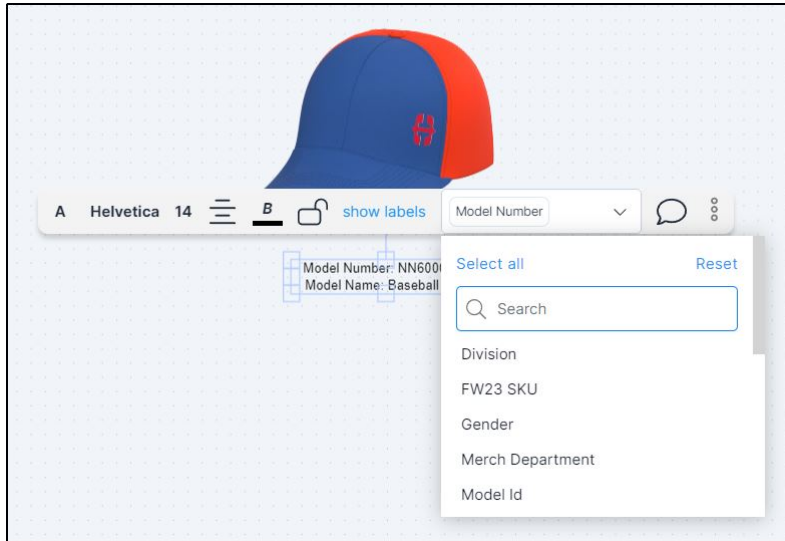 A Helvetica 14 B show labels Model Number
Model Number: NN600
Model Name: Baseball
Select all Reset
Search
Division
FW23 SKU
Gender
Merch Department
Model Id